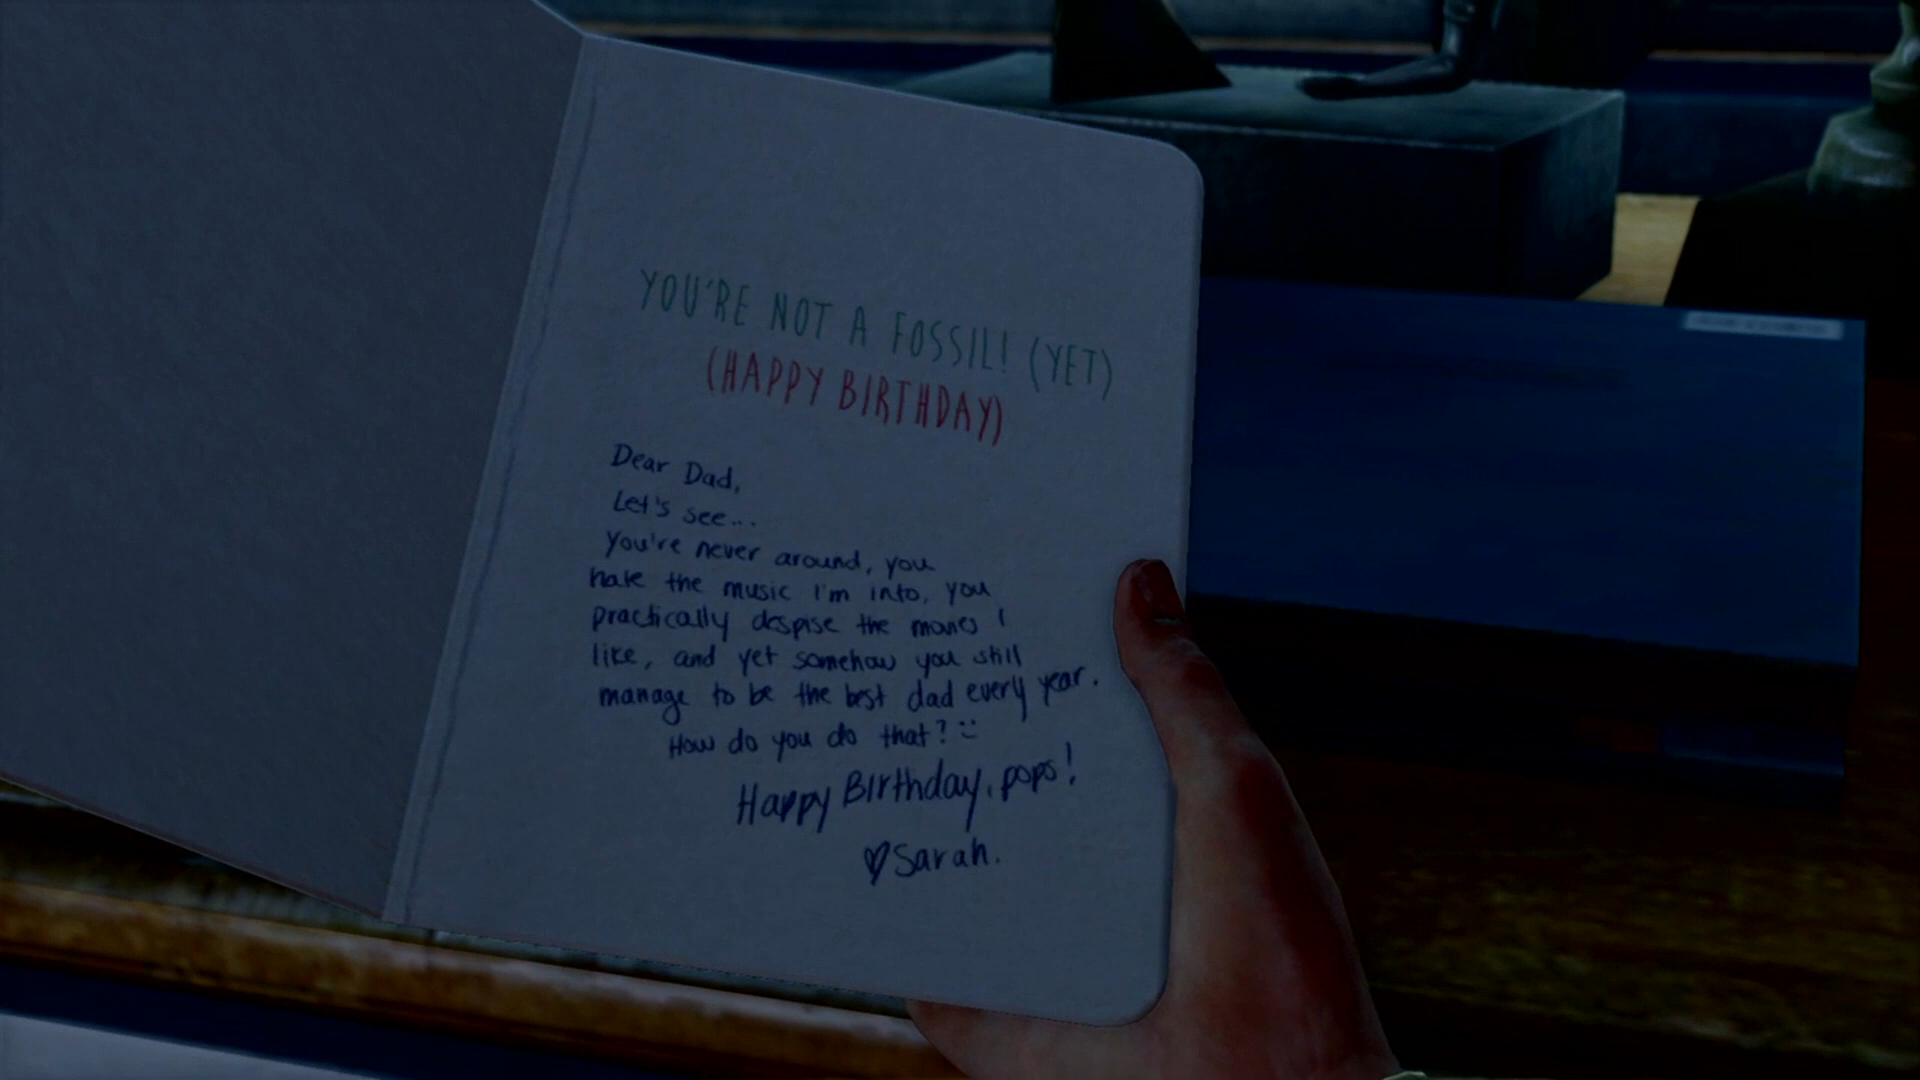 YOU'RE NOT A FOSSIL! (YET)
(HAPPY BIRTHDAY)
Dear Dad,
Let's see...
You're never around, you
hate the music I'm into, you
practically despise the movies I
like, and yet somehow you still
manage to be the best dad every year.
How do you do that? :)
Happy Birthday, pops!
♡Sarah.